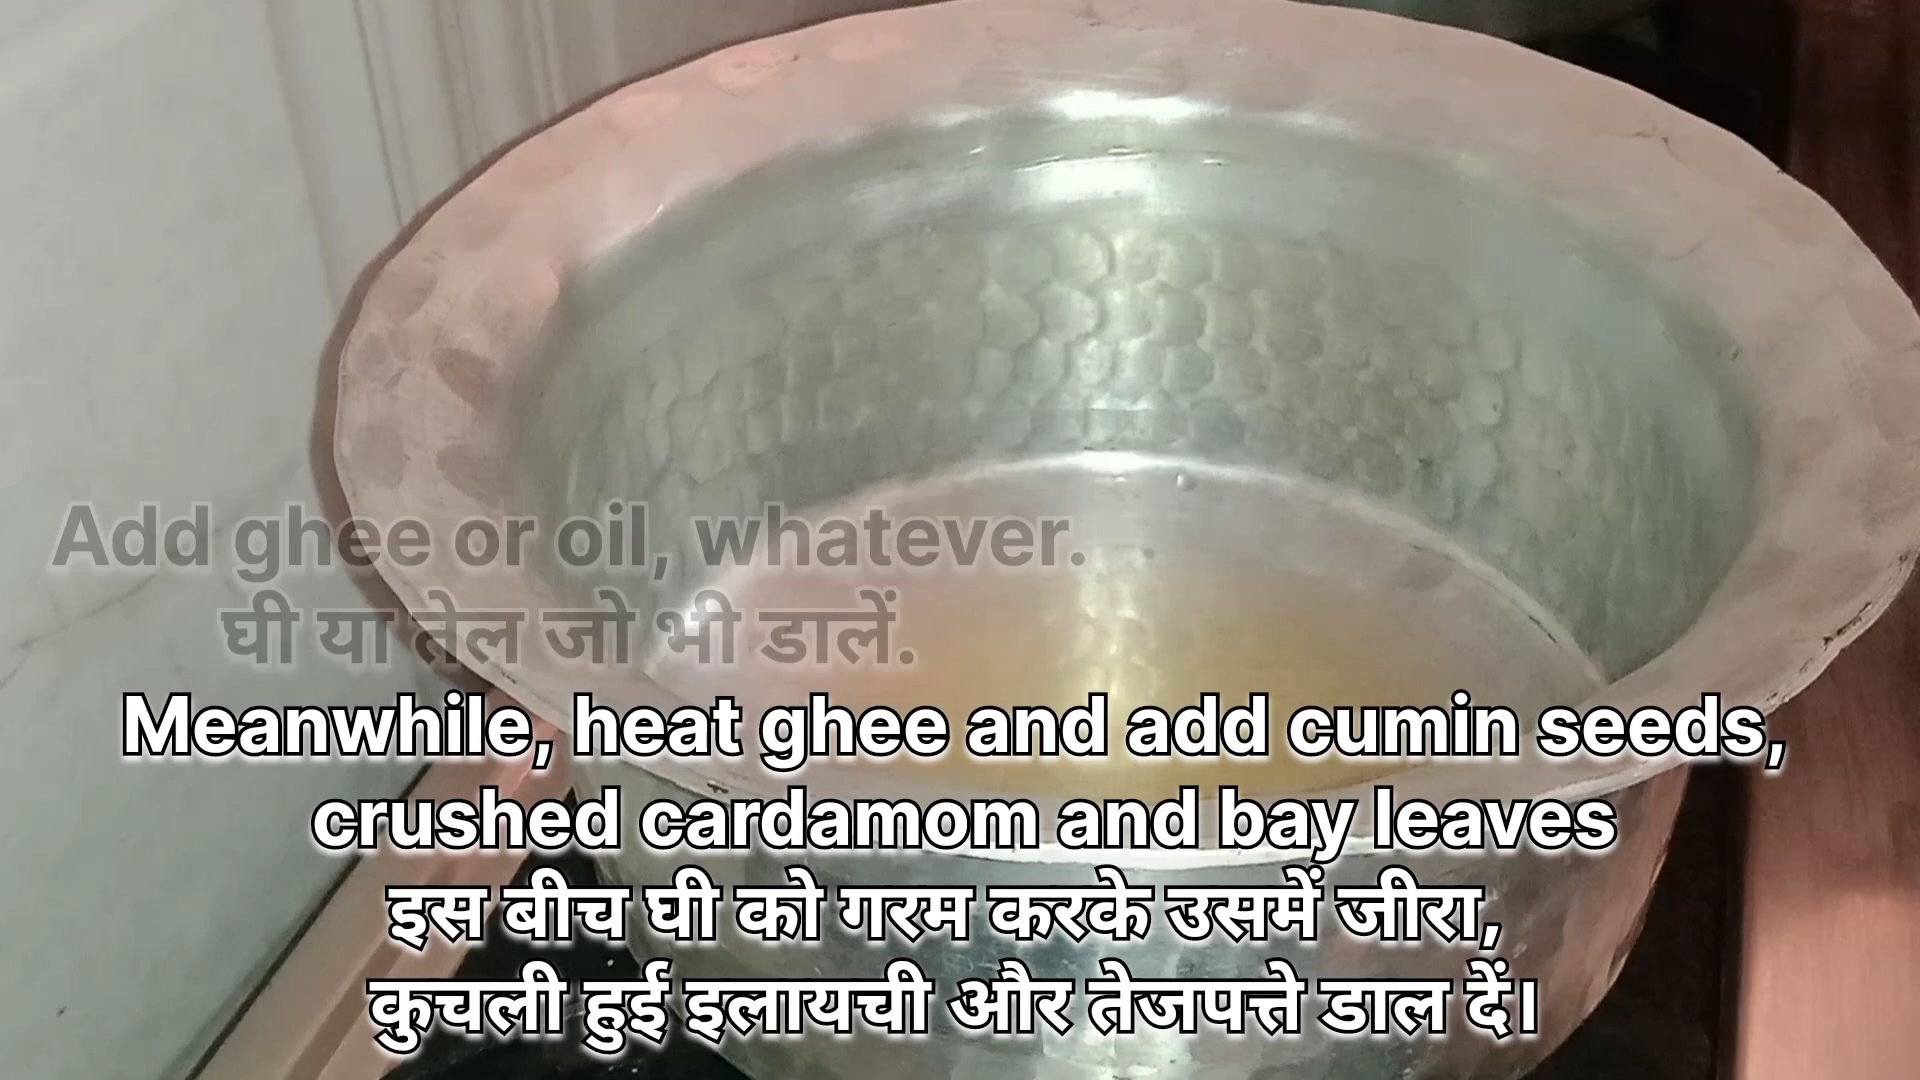 Add ghee or oil, whatever.
घी या तेल जो भी डालें.
Meanwhile, heat ghee and add cumin seeds,
crushed cardamom and bay leaves
इस बीच घी को गरम करके उसमें जीरा,
कुचली हुई इलायची और तेजपत्ते डाल दें।